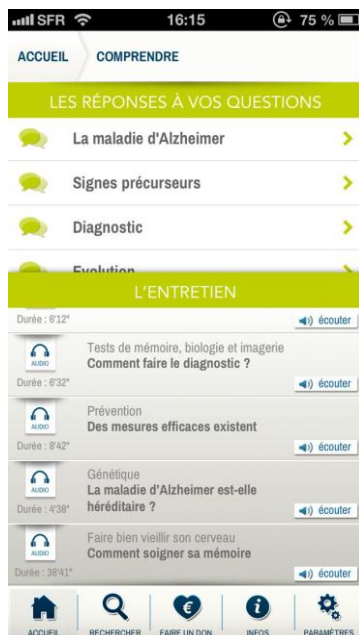 SFR 16:15 75 %
ACCUEIL COMPRENDRE
LES RÉPONSES À VOS QUESTIONS
La maladie d'Alzheimer
Signes précurseurs
Diagnostic
Evolution
L'ENTRETIEN
Durée : 6'12" écouter
Tests de mémoire, biologie et imagerie
AUDIO Comment faire le diagnostic ?
Durée : 6'32" écouter
Prévention
AUDIO Des mesures efficaces existent
Durée : 8'42" écouter
Génétique
AUDIO La maladie d'Alzheimer est-elle
Durée : 4'38" héréditaire ? écouter
Faire bien vieillir son cerveau
AUDIO Comment soigner sa mémoire
Durée : 38'41" écouter
ACCUEIL RECHERCHER FAIRE UN DON INFOS PARAMÈTRES